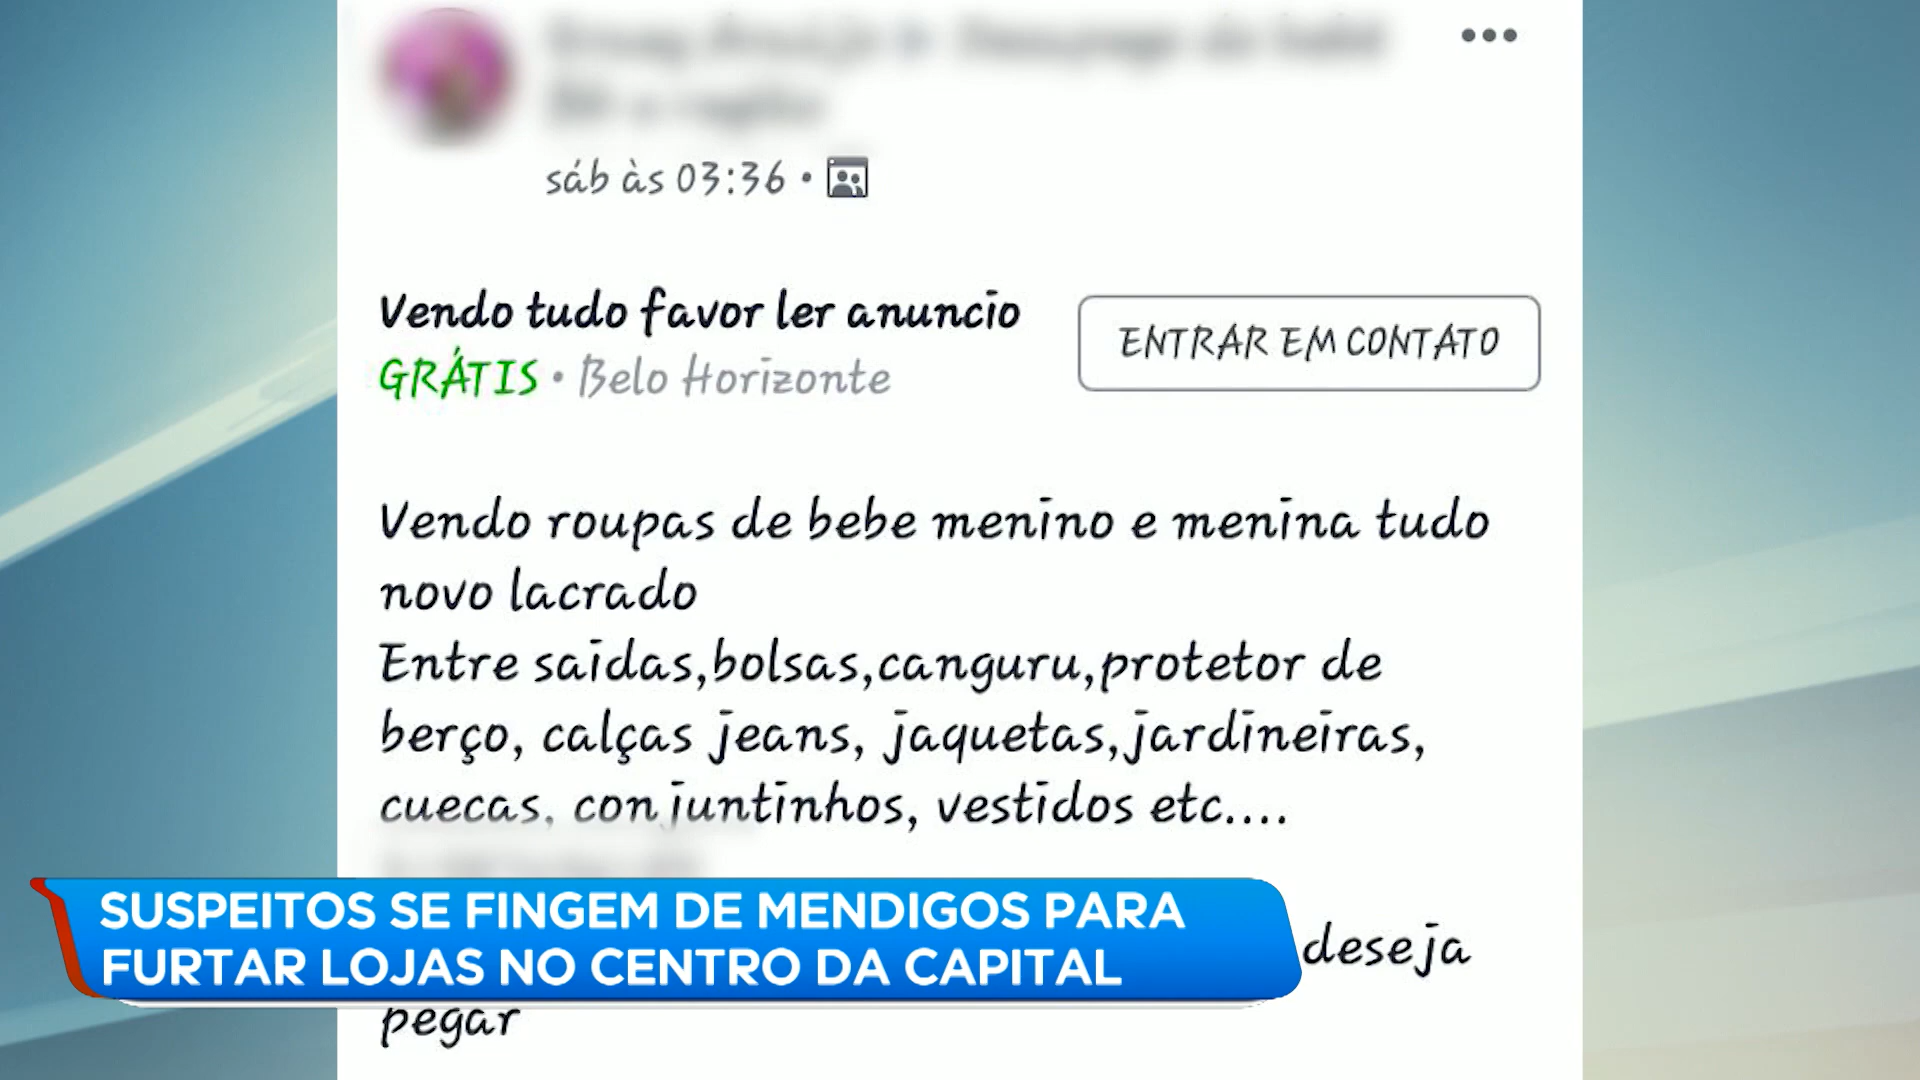 sáb às 03:36 •
Vendo tudo favor ler anuncio
ENTRAR EM CONTATO
GRÁTIS • Belo Horizonte
Vendo roupas de bebe menino e menina tudo
novo lacrado
Entre saidas,bolsas,canguru,protetor de
berço, calças jeans, jaquetas,jardineiras,
cuecas, conjuntinhos, vestidos etc....
SUSPEITOS SE FINGEM DE MENDIGOS PARA
FURTAR LOJAS NO CENTRO DA CAPITAL
deseja
pegar